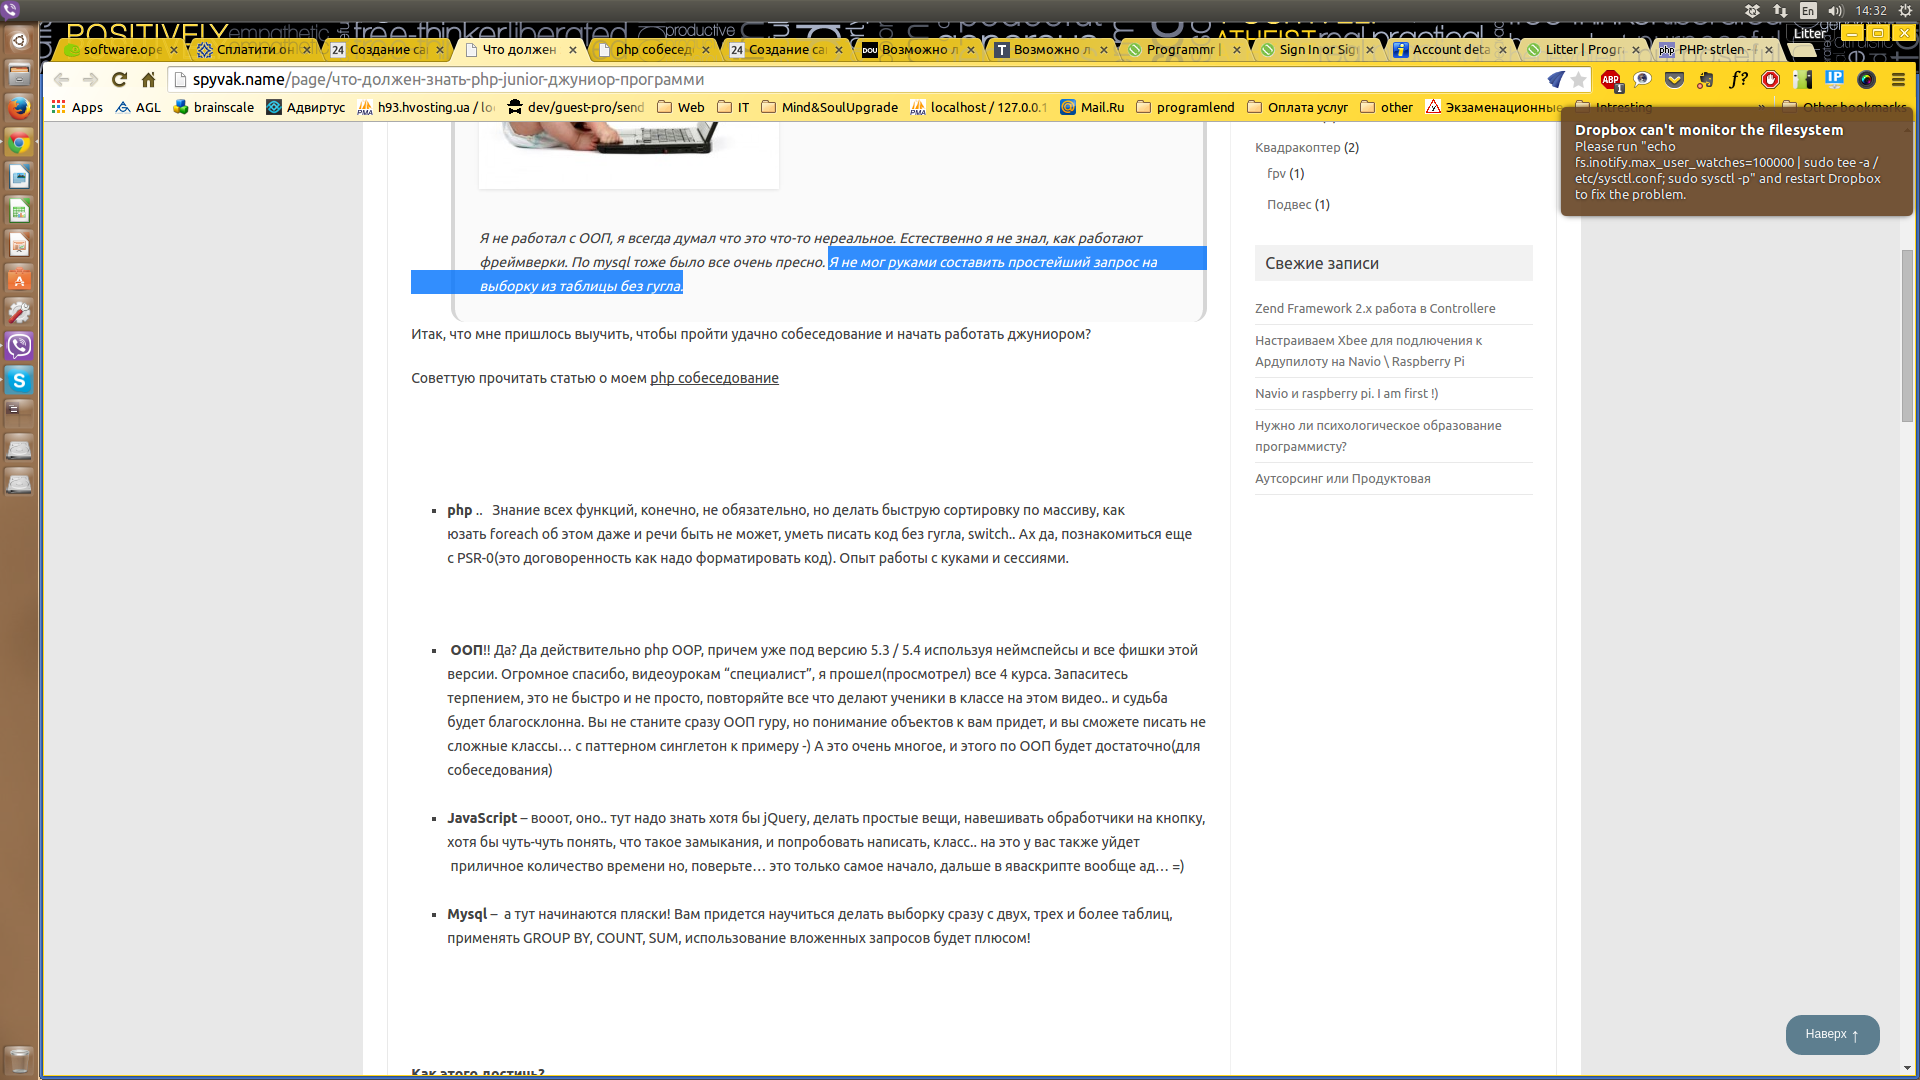 14:32
En
Litter
software.ope
Сплатити он
Создание са
Что должен
php собесед
Создание са
Возможно л
Возможно л
Programmr |
Sign In or Sig
Account deta
Litter | Progra
PHP: strlen - 
spyvak.name/page/что-должен-знать-php-junior-джуниор-программи
Apps
AGL
brainscale
Адвиртус
h93.hvosting.ua / lo
dev/guest-pro/send
Web
IT
Mind&SoulUpgrade
localhost / 127.0.0.1
Mail.Ru
programlend
Оплата услуг
other
Экзаменационные
Intresting
Other bookmarks
Dropbox can't monitor the filesystem
Please run "echo
fs.inotify.max_user_watches=100000 | sudo tee -a /
etc/sysctl.conf; sudo sysctl -p" and restart Dropbox
to fix the problem.
Я не работал с ООП, я всегда думал что это что-то нереальное. Естественно я не знал, как работают
фреймверки. По mysql тоже было все очень пресно. Я не мог руками составить простейший запрос на
выборку из таблицы без гугла.
Итак, что мне пришлось выучить, чтобы пройти удачно собеседование и начать работать джуниором?
Советтую прочитать статью о моем php собеседование
php .. Знание всех функций, конечно, не обязательно, но делать быструю сортировку по массиву, как
юзать foreach об этом даже и речи быть не может, уметь писать код без гугла, switch.. Ах да, познакомиться еще
с PSR-0(это договоренность как надо форматировать код). Опыт работы с куками и сессиями.
ООП!! Да? Да действительно php OOP, причем уже под версию 5.3 / 5.4 используя неймспейсы и все фишки этой
версии. Огромное спасибо, видеоурокам “специалист”, я прошел(просмотрел) все 4 курса. Запаситесь
терпением, это не быстро и не просто, повторяйте все что делают ученики в классе на этом видео.. и судьба
будет благосклонна. Вы не станите сразу ООП гуру, но понимание объектов к вам придет, и вы сможете писать не
сложные классы… с паттерном синглетон к примеру -) А это очень многое, и этого по ООП будет достаточно(для
собеседования)
JavaScript – вооот, оно.. тут надо знать хотя бы jQuery, делать простые вещи, навешивать обработчики на кнопку,
хотя бы чуть-чуть понять, что такое замыкания, и попробовать написать, класс.. на это у вас также уйдет
приличное количество времени но, поверьте… это только самое начало, дальше в яваскрипте вообще ад… =)
Mysql – а тут начинаются пляски! Вам придется научиться делать выборку сразу с двух, трех и более таблиц,
применять GROUP BY, COUNT, SUM, использование вложенных запросов будет плюсом!
Как этого достичь?
Квадракоптер (2)
fpv (1)
Подвес (1)
Свежие записи
Zend Framework 2.x работа в Controllere
Настраиваем Xbee для подлючения к
Ардупилоту на Navio \ Raspberry Pi
Navio и raspberry pi. I am first !)
Нужно ли психологическое образование
программисту?
Аутсорсинг или Продуктовая
Наверх ↑